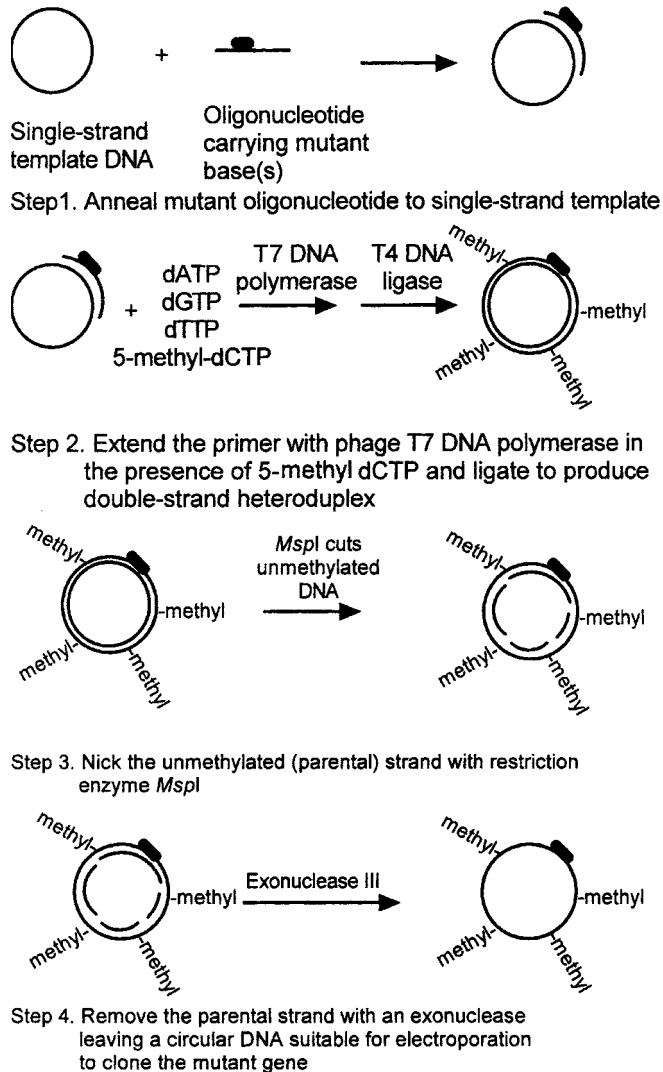 +
Single-strand
template DNA
Oligonucleotide
carrying mutant
base(s)
Step1. Anneal mutant oligonucleotide to single-strand template
+
dATP
dGTP
dTTP
5-methyl-dCTP
T7 DNA
polymerase
T4 DNA
ligase
methyl-
-methyl
methyl-
-methyl
Step 2. Extend the primer with phage T7 DNA polymerase in
the presence of 5-methyl dCTP and ligate to produce
double-strand heteroduplex
methyl-
-methyl
methyl-
-methyl
MspI cuts
unmethylated
DNA
methyl-
-methyl
methyl-
-methyl
Step 3. Nick the unmethylated (parental) strand with restriction
enzyme MspI
methyl-
-methyl
methyl-
-methyl
Exonuclease III
methyl-
-methyl
methyl-
-methyl
Step 4. Remove the parental strand with an exonuclease
leaving a circular DNA suitable for electroporation
to clone the mutant gene